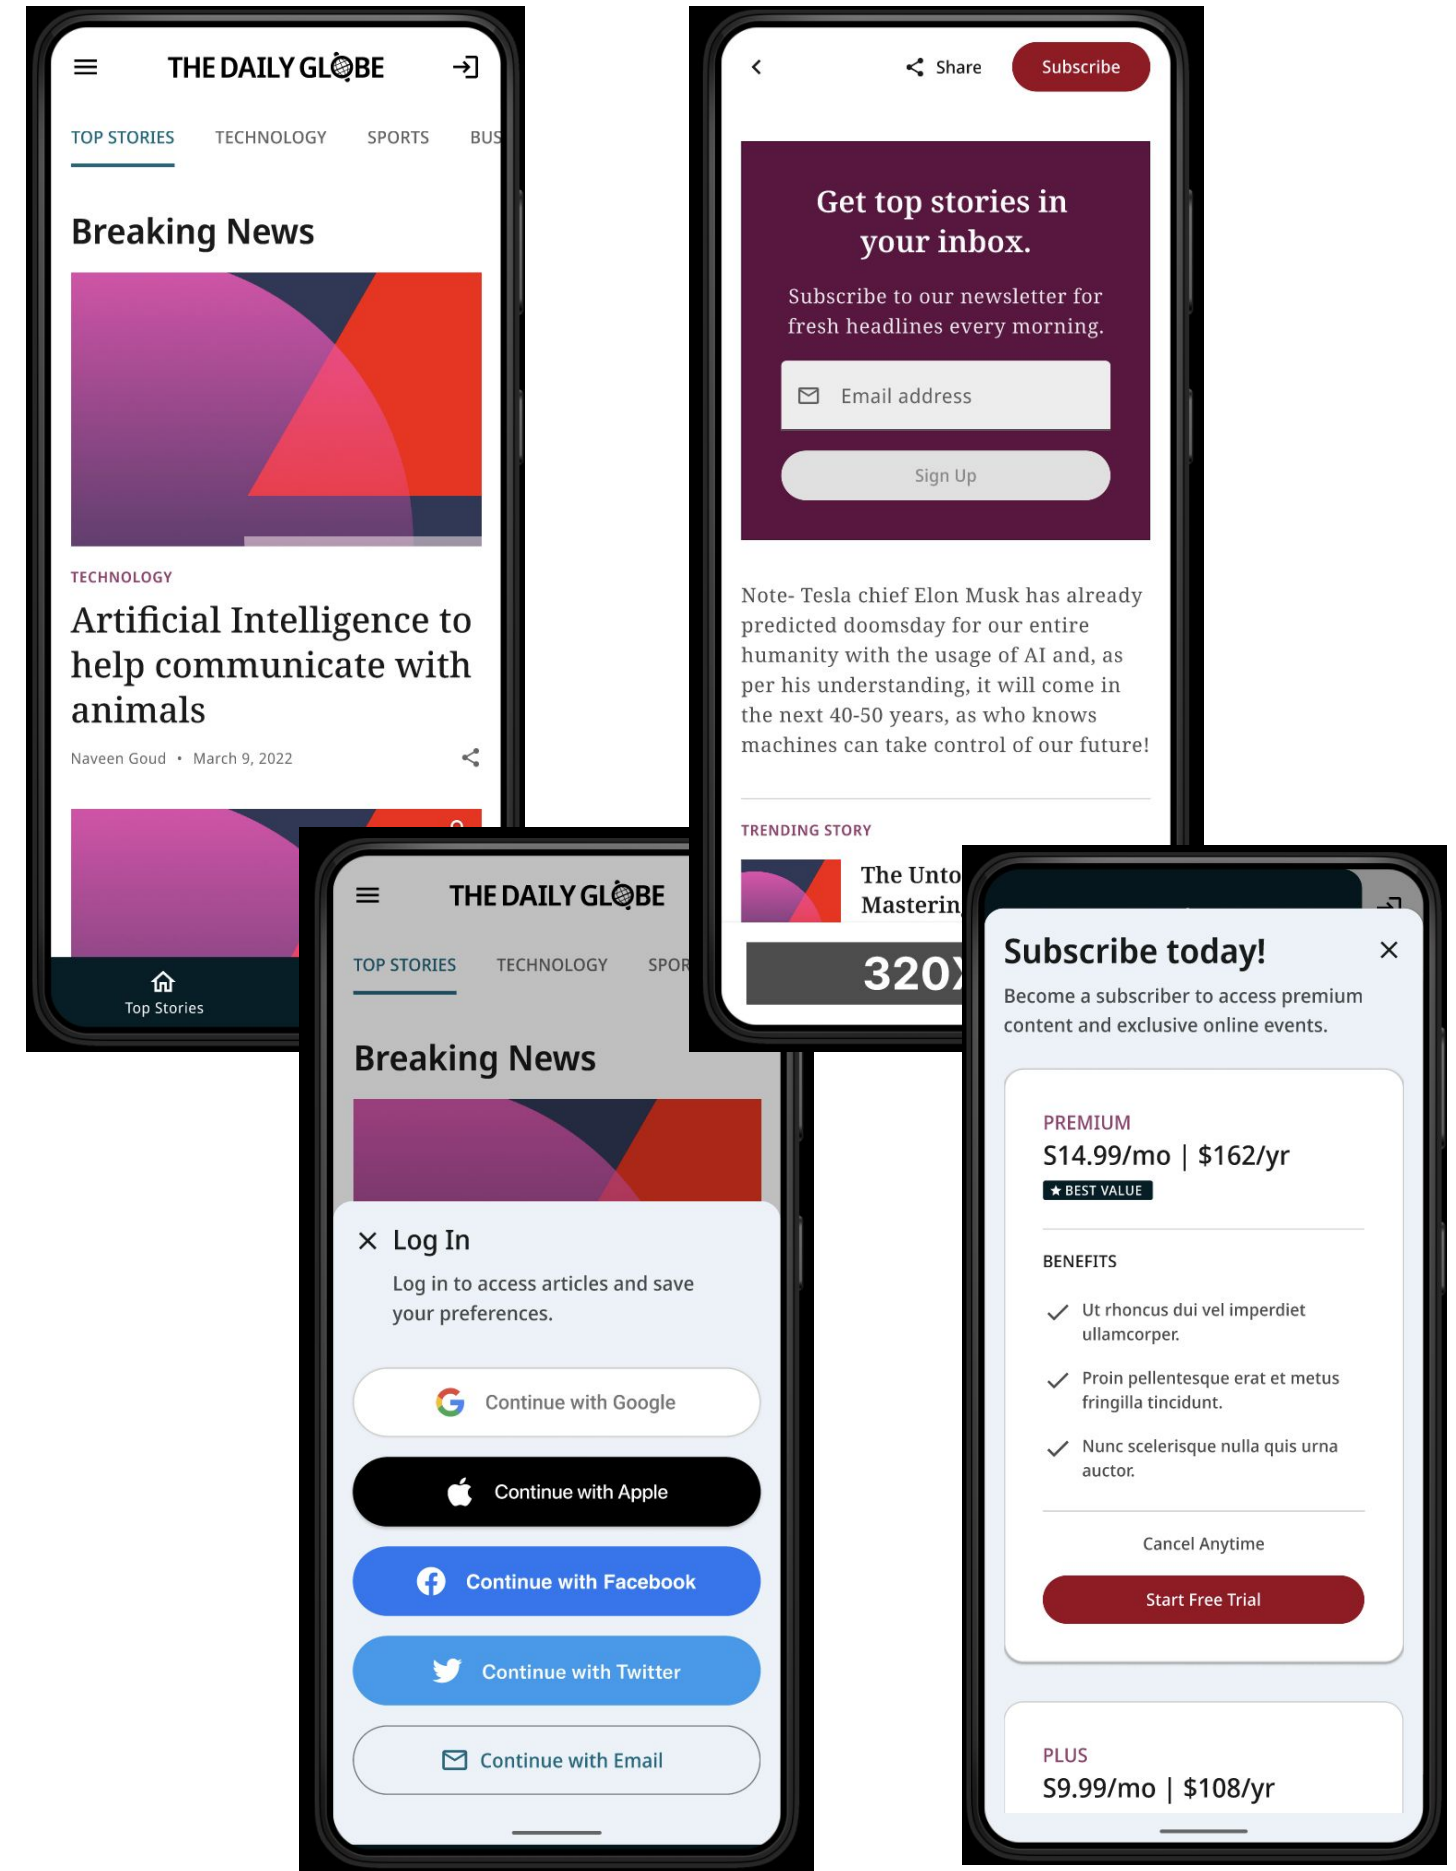 THE DAILY GLOBE
TOP STORIES
TECHNOLOGY
SPORTS
BUS
Breaking News
TECHNOLOGY
Artificial Intelligence to
help communicate with
animals
Naveen Goud • March 9, 2022
Top Stories
Share
Subscribe
Get top stories in
your inbox.
Subscribe to our newsletter for
fresh headlines every morning.
Email address
Sign Up
Note- Tesla chief Elon Musk has already
predicted doomsday for our entire
humanity with the usage of AI and, as
per his understanding, it will come in
the next 40-50 years, as who knows
machines can take control of our future!
TRENDING STORY
The Unto
Mastering
320
THE DAILY GLOBE
TOP STORIES
TECHNOLOGY
SPOR
Breaking News
Log In
Log in to access articles and save
your preferences.
Continue with Google
Continue with Apple
Continue with Facebook
Continue with Twitter
Continue with Email
Subscribe today!
Become a subscriber to access premium
content and exclusive online events.
PREMIUM
S14.99/mo | $162/yr
★ BEST VALUE
BENEFITS
Ut rhoncus dui vel imperdiet
ullamcorper.
Proin pellentesque erat et metus
fringilla tincidunt.
Nunc scelerisque nulla quis urna
auctor.
Cancel Anytime
Start Free Trial
PLUS
S9.99/mo | $108/yr